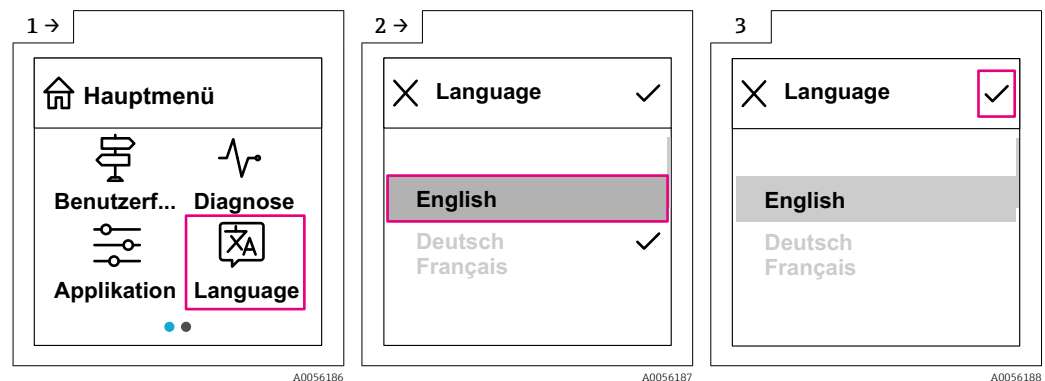 1 →
Hauptmenü
Benutzerf... Diagnose
Applikation Language
A0056186
2 →
Language
English
Deutsch
Français
A0056187
3
Language
English
Deutsch
Français
A0056188